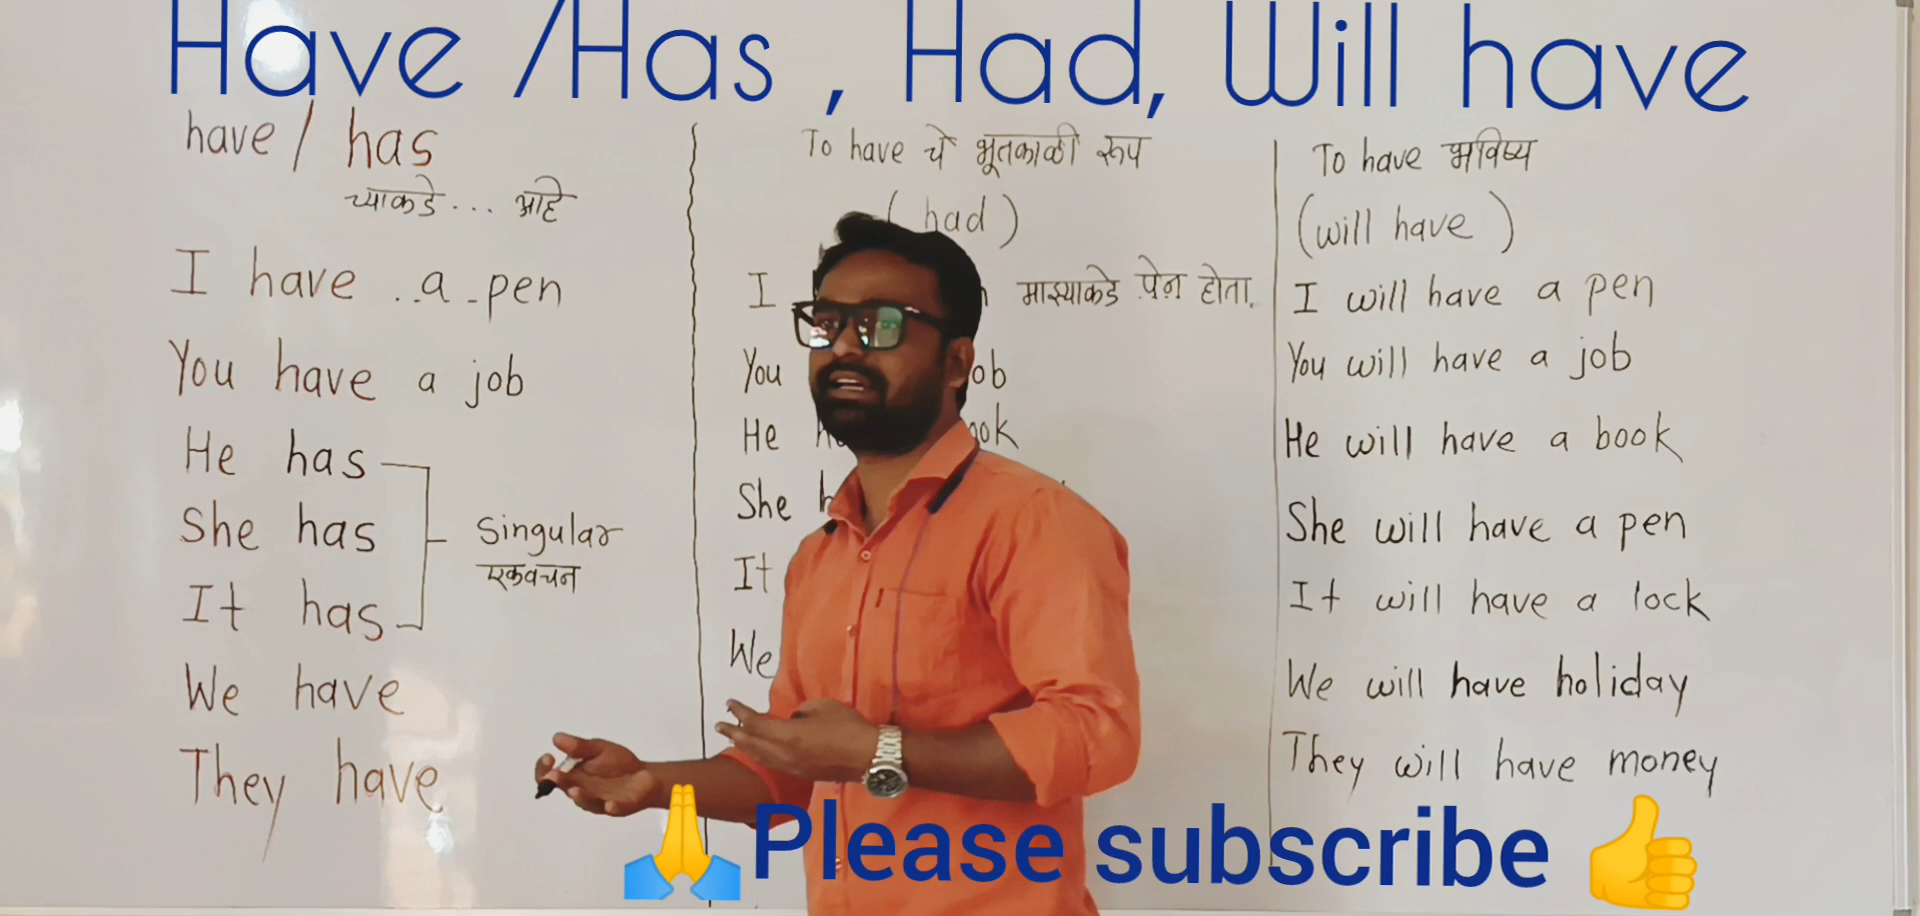 Have /Has , Had, Will have
have / has
च्याकडे ... आहे
I have ..a.. pen
You have a job
He has
She has
It has
Singular
एकवचन
We have
They have
To have चे भूतकाळी रूप
( had )
I माझ्याकडे पेन होता.
You
He
She
It
We
To have भविष्य
(will have )
I will have a pen
You will have a job
He will have a book
She will have a pen
It will have a lock
We will have holiday
They will have money
🙏Please subscribe 👍